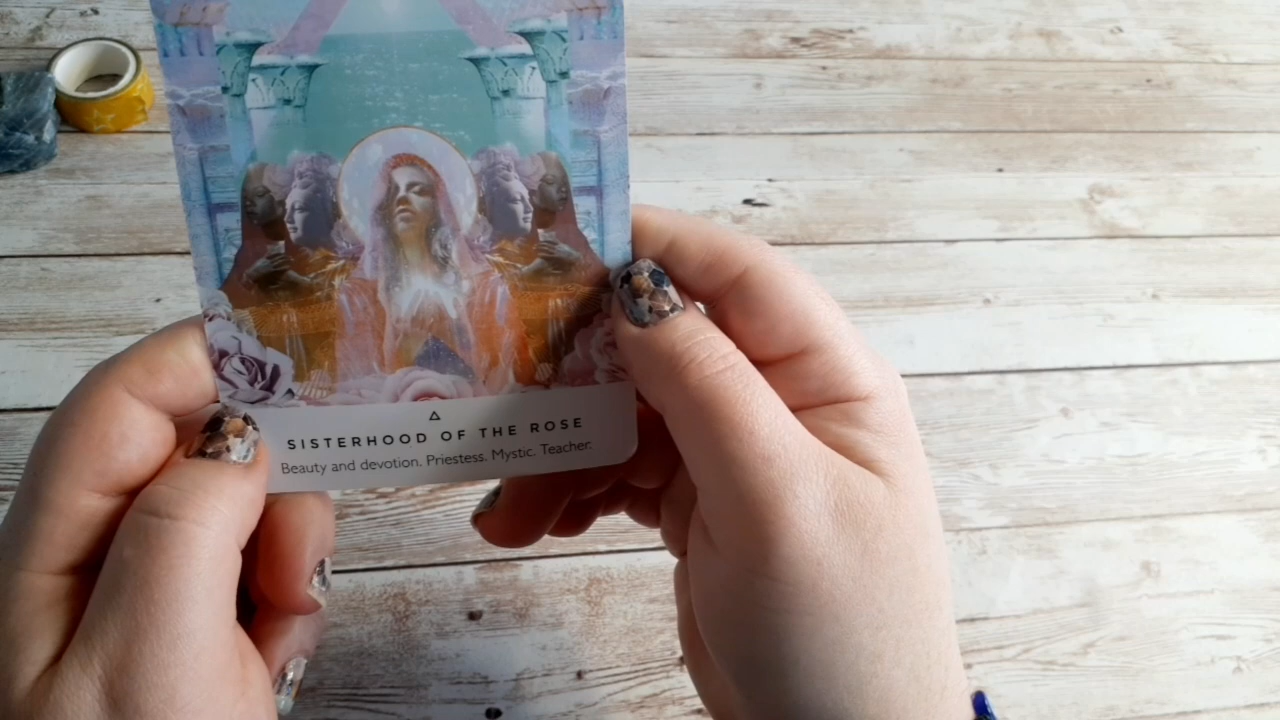 SISTERHOOD OF THE ROSE
Beauty and devotion. Priestess. Mystic. Teacher.